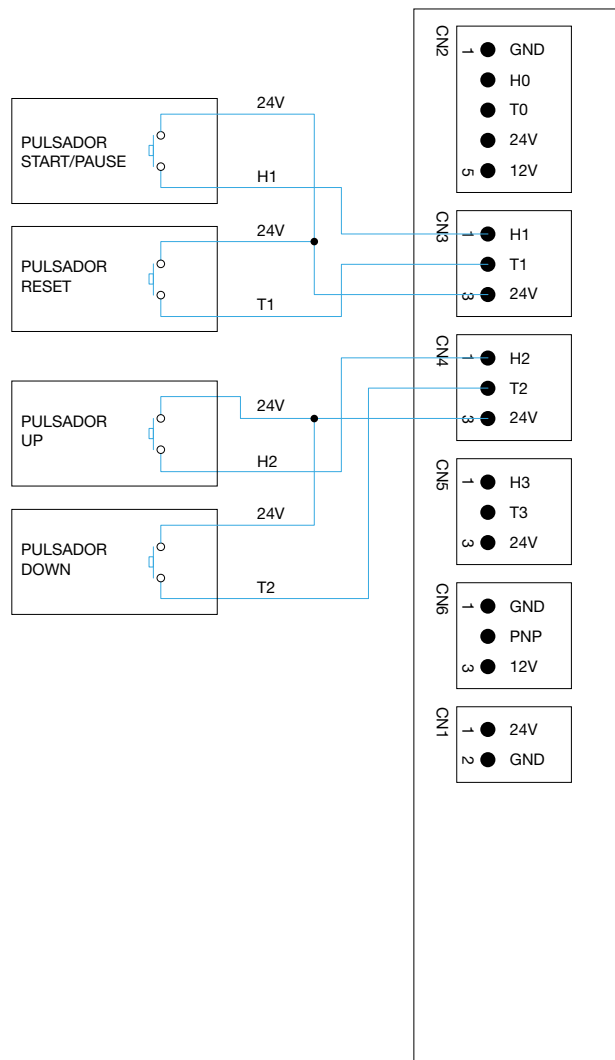 PULSADOR
START/PAUSE
24V
H1
PULSADOR
RESET
24V
T1
PULSADOR
UP
24V
H2
PULSADOR
DOWN
24V
T2
CN2
1 GND
H0
T0
24V
5 12V
CN3
1 H1
T1
3 24V
CN4
1 H2
T2
3 24V
CN5
1 H3
T3
3 24V
CN6
1 GND
PNP
3 12V
CN1
1 24V
2 GND